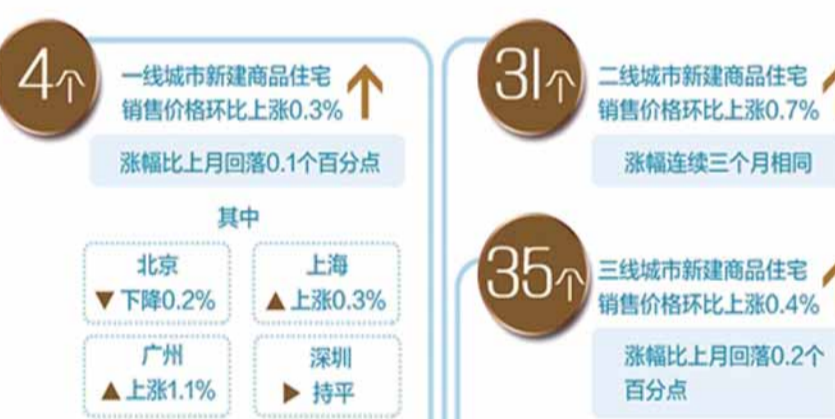 4个
一线城市新建商品住宅
销售价格环比上涨0.3%
涨幅比上月回落0.1个百分点
其中
北京
下降0.2%
上海
上涨0.3%
广州
上涨1.1%
深圳
持平
31个
二线城市新建商品住宅
销售价格环比上涨0.7%
涨幅连续三个月相同
35个
三线城市新建商品住宅
销售价格环比上涨0.4%
涨幅比上月回落0.2个
百分点